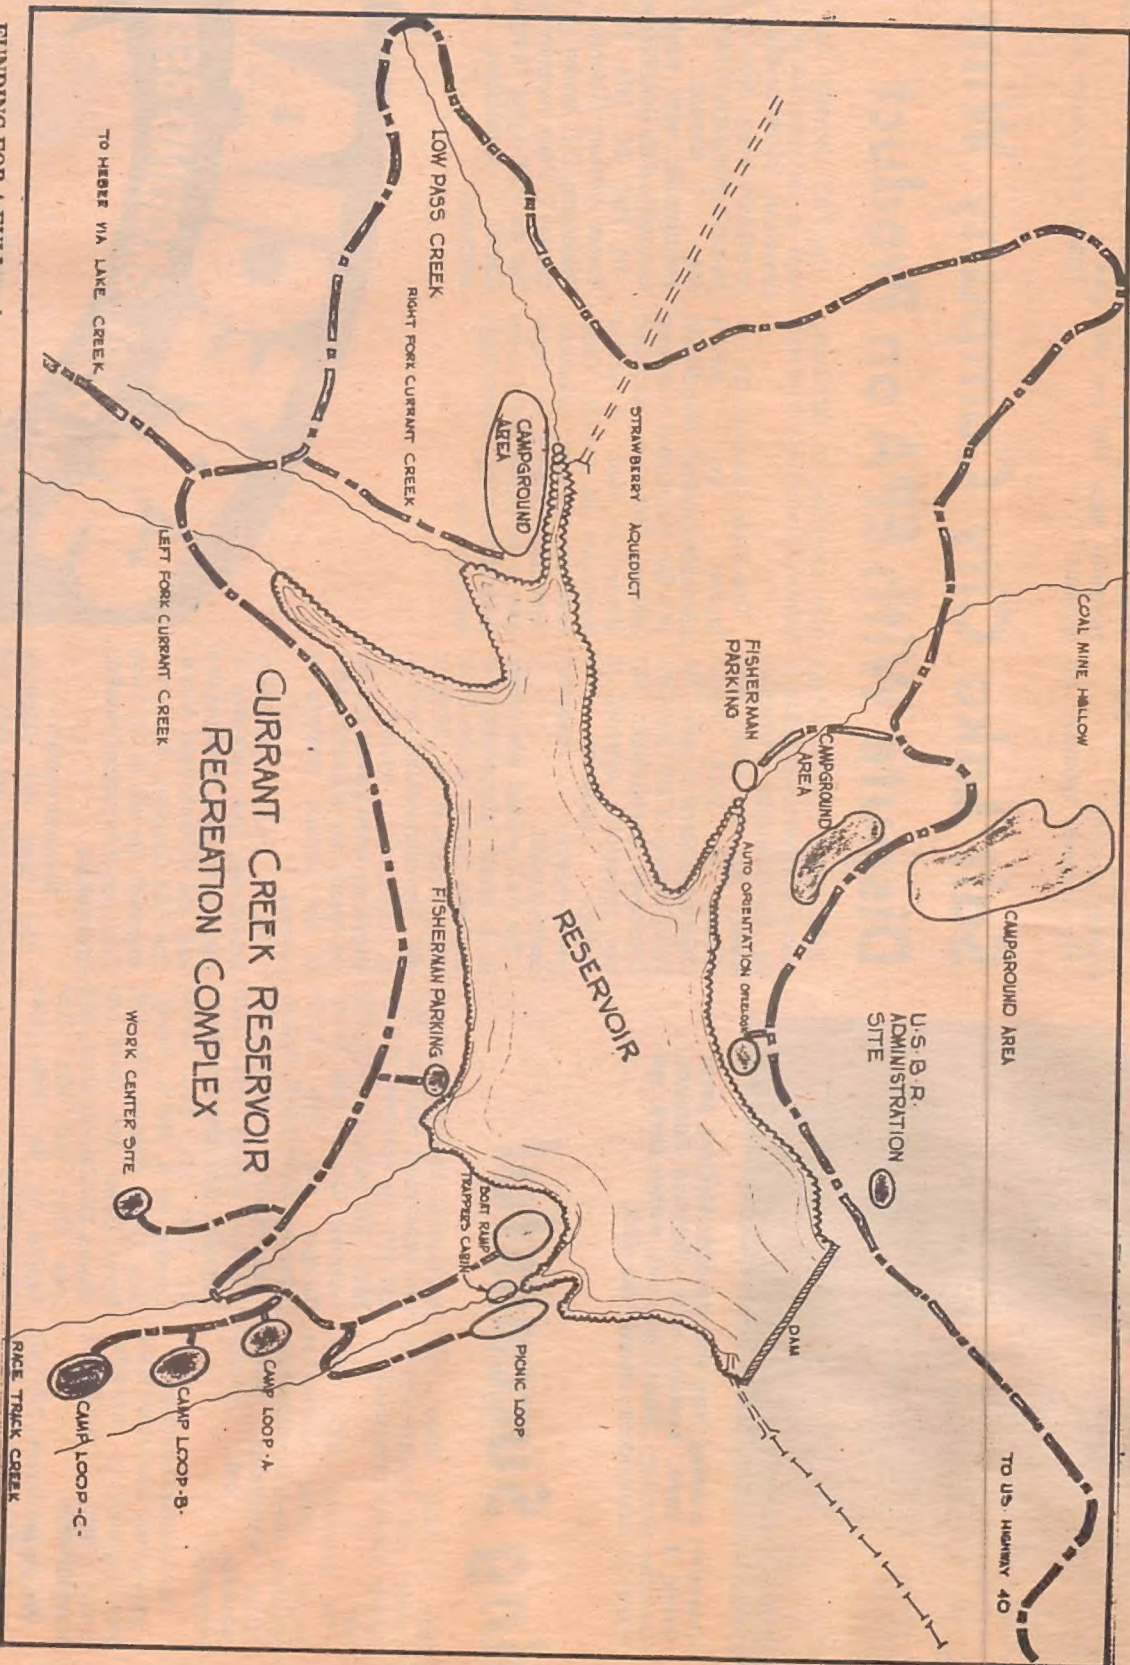 TO US. HIGHWAY 40
COAL MINE HOLLOW
CAMPGROUND AREA
U.S.B.R.
ADMINISTRATION
SITE
CAMPGROUND
AREA
FISHERMAN
PARKING
AUTO ORIENTATION
DAM
STRAWBERRY AQUEDUCT
RESERVOIR
CAMPGROUND
AREA
LOW PASS CREEK
RIGHT FORK CURRANT CREEK
PICNIC LOOP
BOAT RAMP
TRAPPERS CABIN
FISHERMAN PARKING
CURRANT CREEK RESERVOIR
RECREATION COMPLEX
LEFT FORK CURRANT CREEK
TO HEBER VIA LAKE CREEK
WORK CENTER SITE
CAMP LOOP-A
CAMP LOOP-B-
CAMP LOOP-C-
RACE TRACK CREEK
FUNDING FOR A